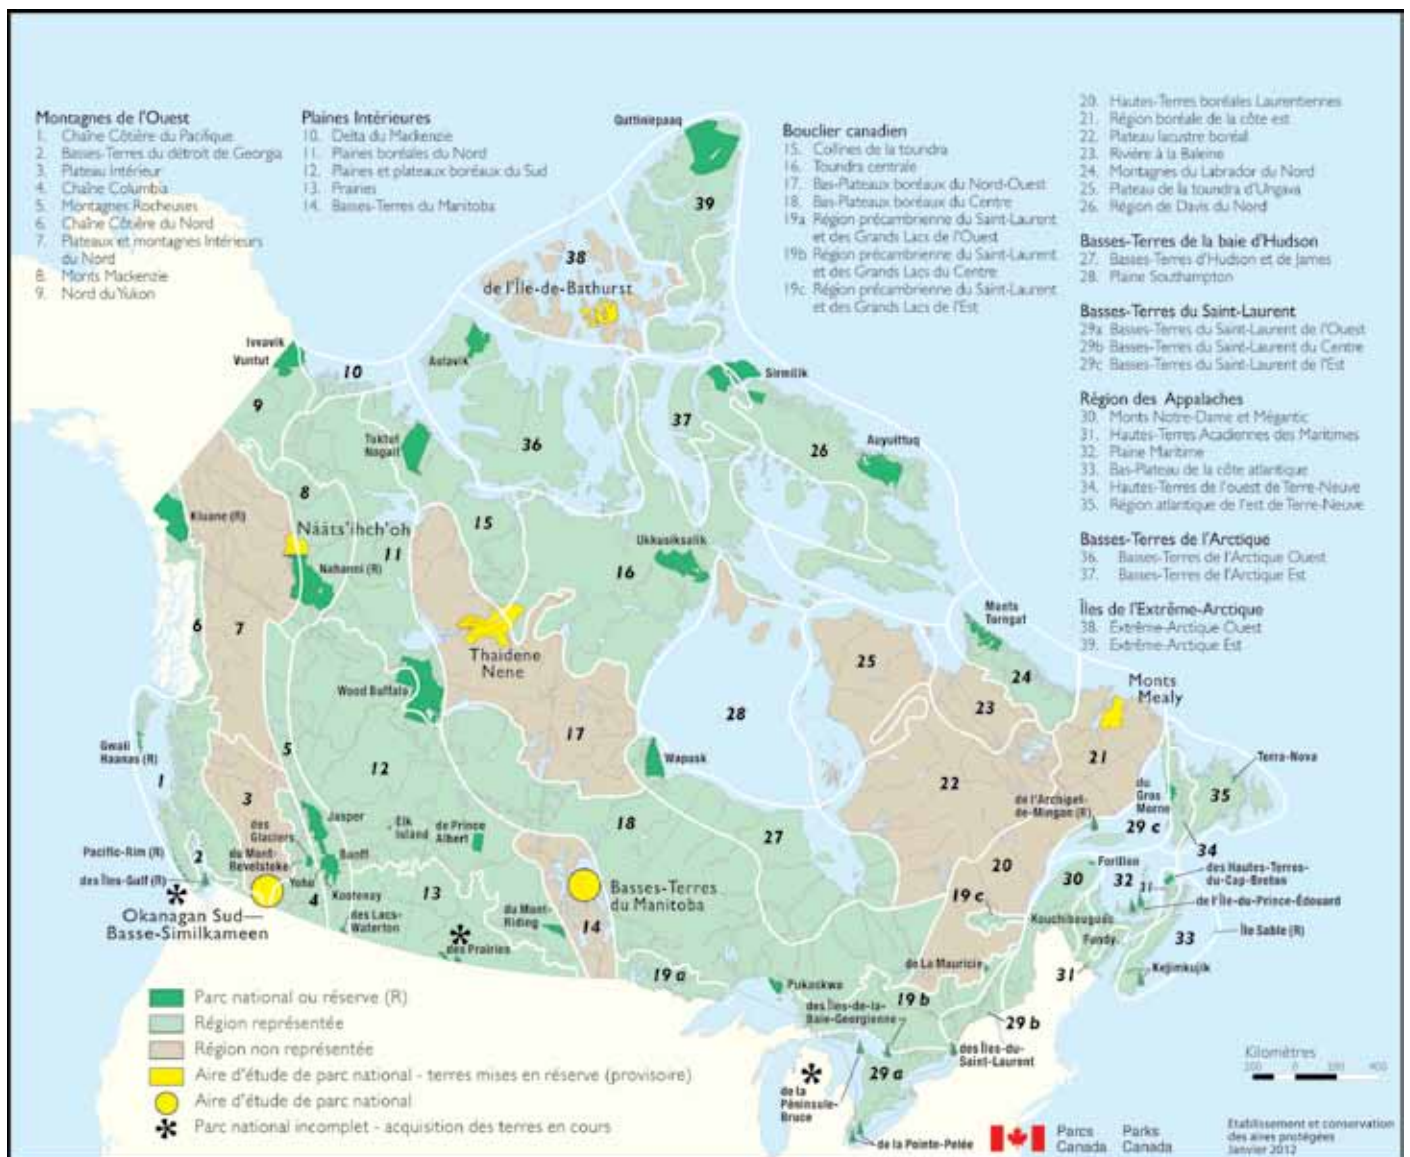 Montagnes de l'Ouest
1. Chaîne Côtière du Pacifique
2. Basses-Terres du détroit de Georgia
3. Plateau Intérieur
4. Chaîne Columbia
5. Montagnes Rocheuses
6. Chaîne Côtière du Nord
7. Plateaux et montagnes Intérieurs
du Nord
8. Monts Mackenzie
9. Nord du Yukon
Plaines Intérieures
10. Delta du Mackenzie
11. Plaines boréales du Nord
12. Plaines et plateaux boréaux du Sud
13. Prairies
14. Basses-Terres du Manitoba
Bouclier canadien
15. Collines de la toundra
16. Toundra centrale
17. Bas-Plateaux boréaux du Nord-Ouest
18. Bas-Plateaux boréaux du Centre
19a Région précambrienne du Saint-Laurent
et des Grands Lacs de l'Ouest
19b Région précambrienne du Saint-Laurent
et des Grands Lacs du Centre
19c Région précambrienne du Saint-Laurent
et des Grands Lacs de l'Est
20. Hautes-Terres boréales Laurentiennes
21. Région boréale de la côte est
22. Plateau lacustre boréal
23. Rivière à la Baleine
24. Montagnes du Labrador du Nord
25. Plateau de la toundra d'Ungava
26. Région de Davis du Nord
Basses-Terres de la baie d'Hudson
27. Basses-Terres d'Hudson et de James
28. Plaine Southampton
Basses-Terres du Saint-Laurent
29a Basses-Terres du Saint-Laurent de l'Ouest
29b Basses-Terres du Saint-Laurent du Centre
29c Basses-Terres du Saint-Laurent de l'Est
Région des Appalaches
30. Monts Notre-Dame et Mégantic
31. Hautes-Terres Acadiennes des Maritimes
32. Plaine Maritime
33. Bas-Plateau de la côte atlantique
34. Hautes-Terres de l'ouest de Terre-Neuve
35. Région atlantique de l'est de Terre-Neuve
Basses-Terres de l'Arctique
36. Basses-Terres de l'Arctique Ouest
37. Basses-Terres de l'Arctique Est
Îles de l'Extrême-Arctique
38. Extrême-Arctique Ouest
39. Extrême-Arctique Est
Quttinirpaaq
39
38
de l'Île-de-Bathurst
Ivvavik
Vuntut
10
Aulavik
Sirmilik
9
37
Tuktut
Nogait
36
26
Auyuittuq
8
Kluane (R)
Nááts'ihch'oh
15
11
Nahanni (R)
Ukkusiksalik
16
6
7
Thaidene
Nene
Monts
Torngat
25
24
Monts
Mealy
Wood Buffalo
23
28
5
17
Gwaii
Haanas (R)
1
12
Wapusk
21
22
Terra-Nova
du
Gros
Morne
35
3
Jasper
Elk
Island
de Prince
Albert
18
27
de l'Archipel-
de-Mingan (R)
29 c
des
Glaciers
du Mont-
Revelstoke
Banff
Pacific-Rim (R)
2
34
20
Forillon
des Hautes-Terres-
du-Cap-Breton
des Îles-Gulf (R)
Yoho
Kootenay
4
13
Basses-Terres
du Manitoba
30
32
31
19 c
de l'Île-du-Prince-Édouard
Okanagan Sud—
Basse-Similkameen
des Lacs-
Waterton
du Mont-
Riding
14
Kouchibouguac
Fundy
33
Île Sable (R)
des Prairies
de La Mauricie
31
Kejimkujik
19 a
Pukaskwa
19 b
des Îles-de-la-
Baie-Georgienne
29 b
des Îles-du-
Saint-Laurent
29 a
de la
Péninsule-
Bruce
de la Pointe-Pelée
Parc national ou réserve (R)
Région représentée
Région non représentée
Aire d'étude de parc national - terres mises en réserve (provisoire)
Aire d'étude de parc national
Parc national incomplet - acquisition des terres en cours
Kilomètres
200 0 200 400
Parcs Parks
Canada Canada
Etablissement et conservation
des aires protégées
Janvier 2012